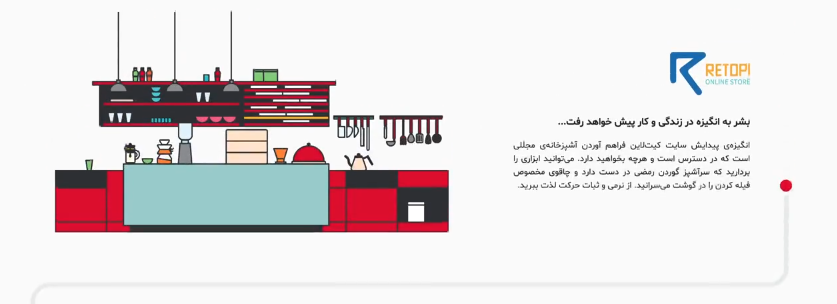 RETOPI
ONLINE STORE
بشر به انگیزه در زندگی و کار پیش خواهد رفت...
انگیزه‌ی پیدایش سایت کیت‌لاین فراهم آوردن آشپزخانه‌ی مجللی
است که در دسترس است و هرچه بخواهید دارد. می‌توانید ابزاری را
بردارید که سرآشپز گوردن رمضی در دست دارد و چاقوی مخصوص
فیله کردن را در گوشت می‌سرانید. از نرمی و ثبات حرکت لذت ببرید.